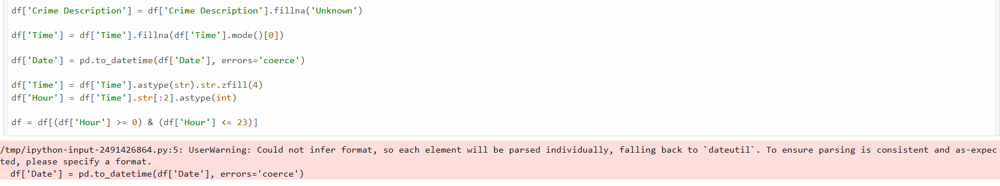 df['Crime Description'] = df['Crime Description'].fillna('Unknown')
df['Time'] = df['Time'].fillna(df['Time'].mode()[0])
df['Date'] = pd.to_datetime(df['Date'], errors='coerce')
df['Time'] = df['Time'].astype(str).str.zfill(4)
df['Hour'] = df['Time'].str[:2].astype(int)
df = df[(df['Hour'] >= 0) & (df['Hour'] <= 23)]
/tmp/ipython-input-2491426864.py:5: UserWarning: Could not infer format, so each element will be parsed individually, falling back to `dateutil`. To ensure parsing is consistent and as-expec
ted, please specify a format.
  df['Date'] = pd.to_datetime(df['Date'], errors='coerce')